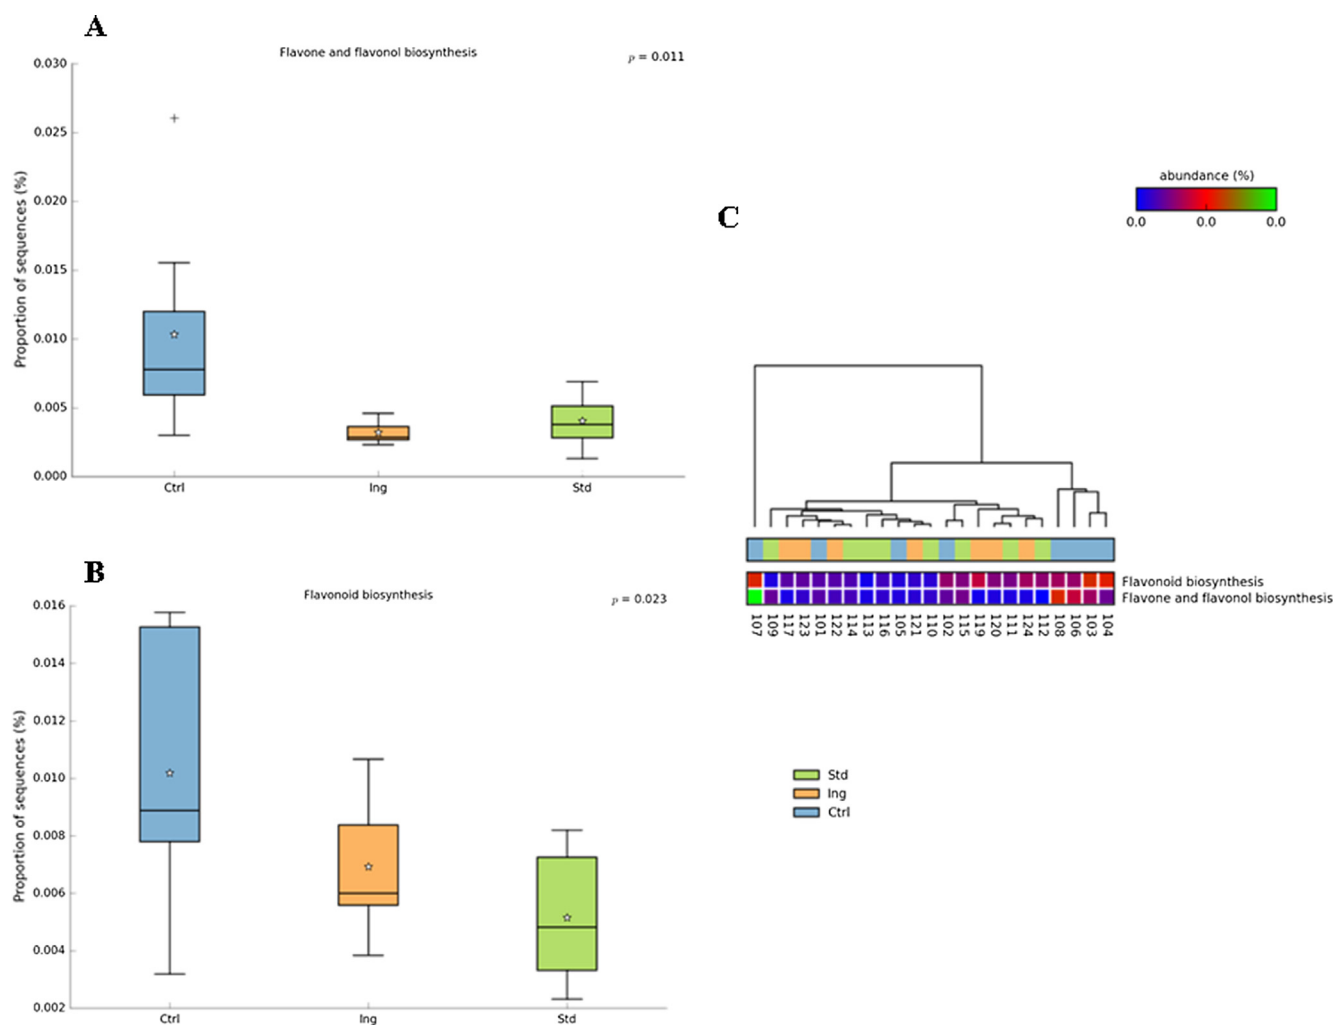 A
Flavone and flavonol biosynthesis
p = 0.011
Proportion of sequences (%)
0.030
0.025
0.020
0.015
0.010
0.005
0.000
Ctrl Ing Std
B
Flavonoid biosynthesis
p = 0.023
Proportion of sequences (%)
0.016
0.014
0.012
0.010
0.008
0.006
0.004
0.002
Ctrl Ing Std
C
abundance (%)
0.0 0.0 0.0
Flavonoid biosynthesis
Flavone and flavonol biosynthesis
107 109 117 123 101 122 114 113 116 105 121 110 102 115 119 120 111 124 112 108 106 103 104
Std
Ing
Ctrl